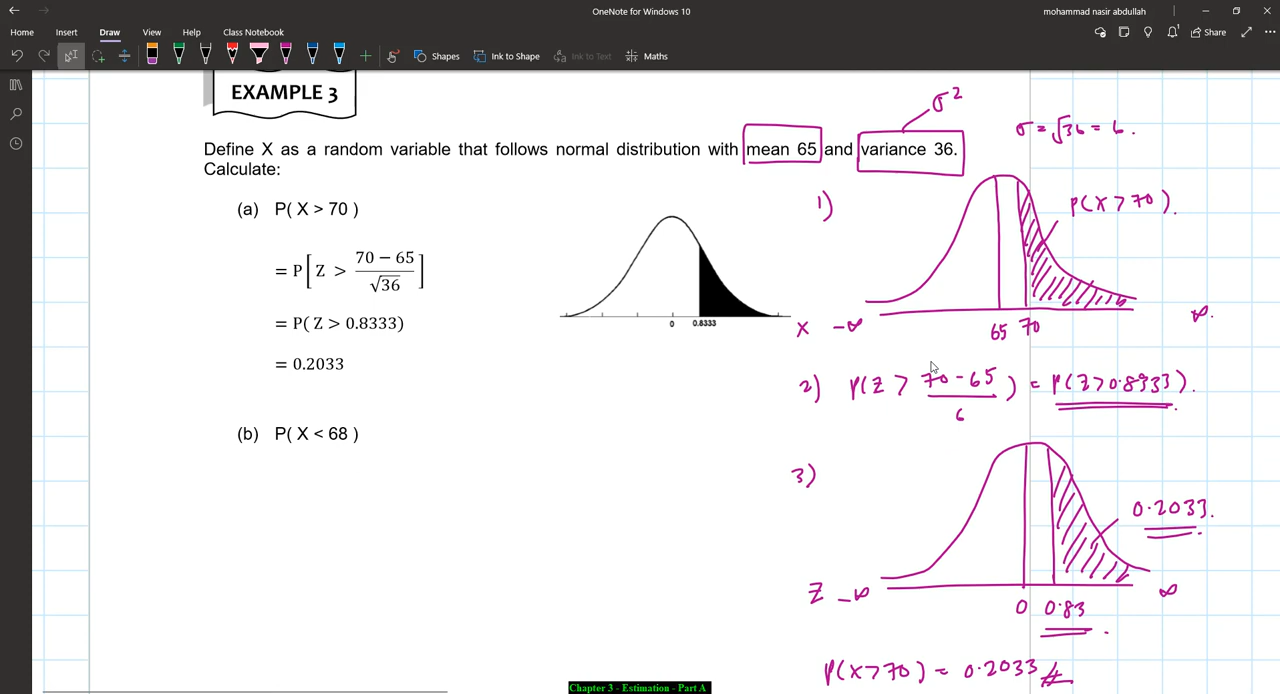 OneNote for Windows 10
mohammad nasir abdullah
Home Insert Draw View Help Class Notebook
Share
Shapes Ink to Shape Ink to Text Maths
EXAMPLE 3
σ²
σ = √36 = 6.
Define X as a random variable that follows normal distribution with mean 65 and variance 36.
Calculate:
(a) P( X > 70 )
= P[ Z > (70 − 65)/√36 ]
= P( Z > 0.8333)
= 0.2033
0 0.8333
(b) P( X < 68 )
1)
P(X > 70).
X -∞ 65 70 ∞.
2) P(Z > (70 - 65)/6) = P(Z > 0.8333).
3)
0.2033.
Z -∞ 0 0.83 ∞
P(X > 70) = 0.2033
Chapter 3 - Estimation - Part A